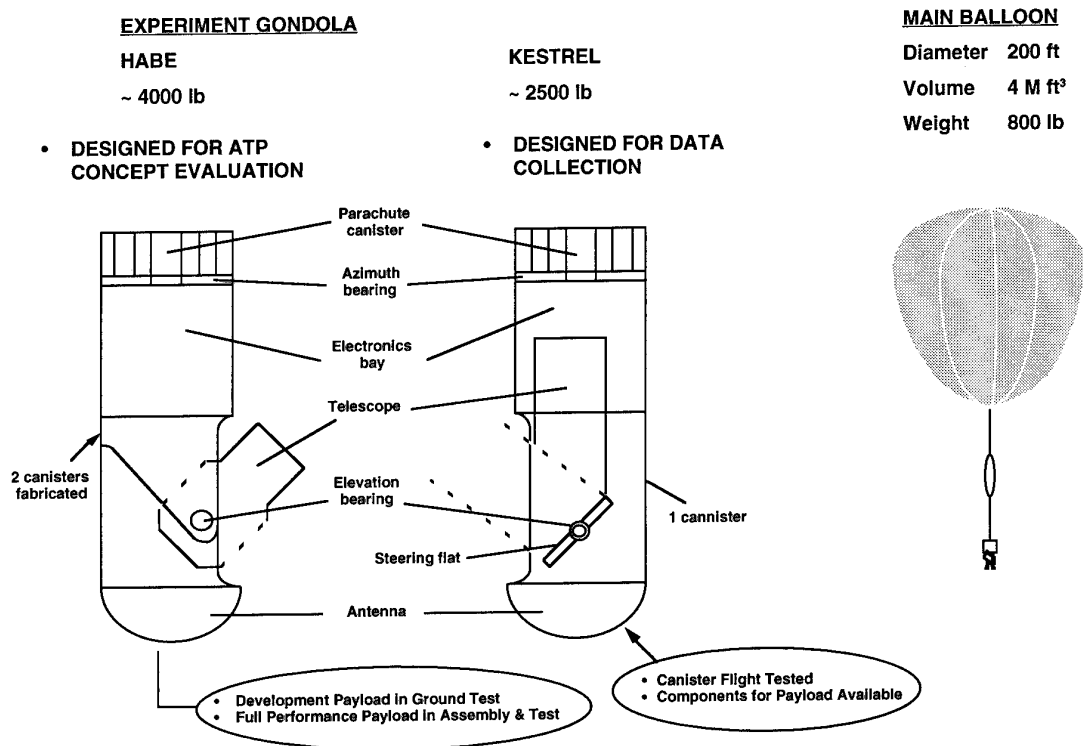 EXPERIMENT GONDOLA
HABE
~ 4000 lb
• DESIGNED FOR ATP
CONCEPT EVALUATION
KESTREL
~ 2500 lb
• DESIGNED FOR DATA
COLLECTION
MAIN BALLOON
Diameter 200 ft
Volume 4 M ft³
Weight 800 lb
Parachute
canister
Azimuth
bearing
Electronics
bay
Telescope
2 canisters
fabricated
Elevation
bearing
1 cannister
Steering flat
Antenna
• Development Payload in Ground Test
• Full Performance Payload in Assembly & Test
• Canister Flight Tested
• Components for Payload Available